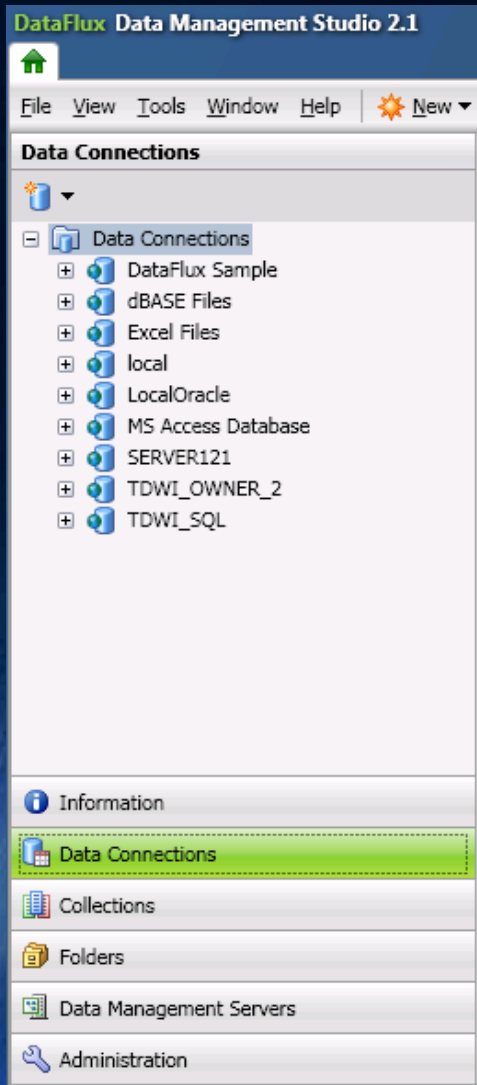 DataFlux Data Management Studio 2.1
File View Tools Window Help New
Data Connections
Data Connections
DataFlux Sample
dBASE Files
Excel Files
local
LocalOracle
MS Access Database
SERVER121
TDWI_OWNER_2
TDWI_SQL
Information
Data Connections
Collections
Folders
Data Management Servers
Administration